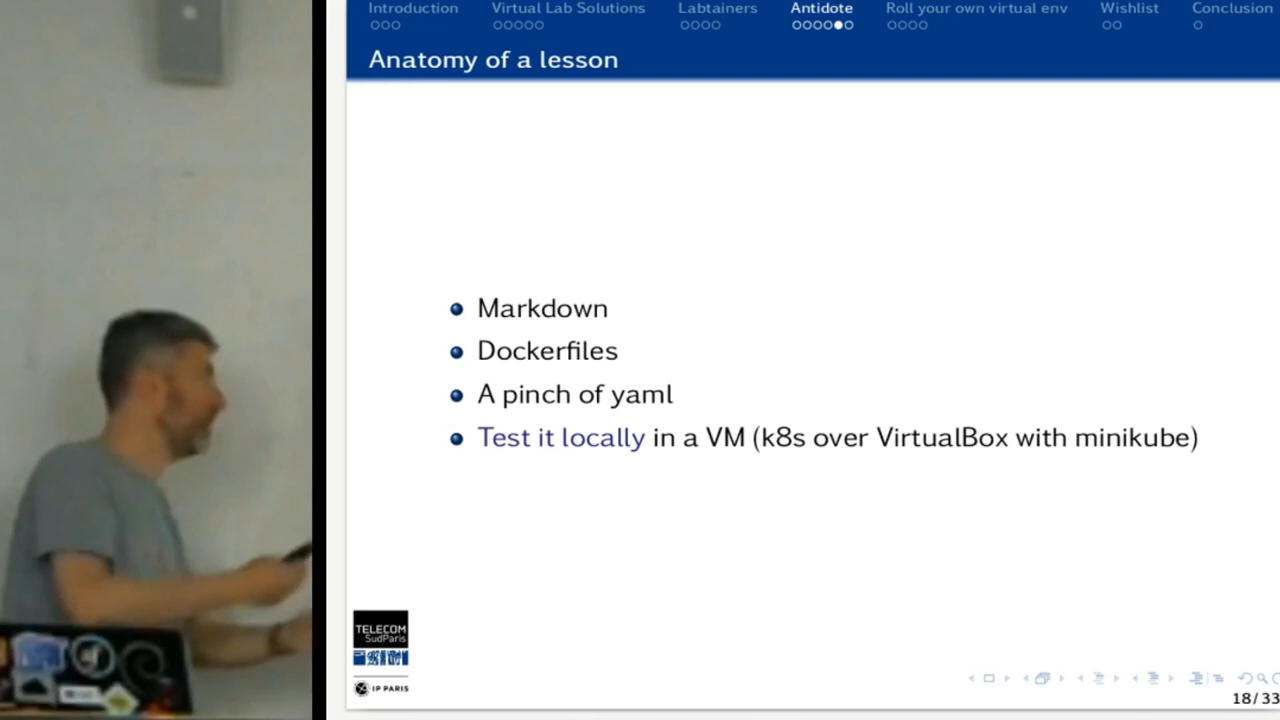 Introduction Virtual Lab Solutions Labtainers Antidote Roll your own virtual env Wishlist Conclusion
Anatomy of a lesson
Markdown
Dockerfiles
A pinch of yaml
Test it locally in a VM (k8s over VirtualBox with minikube)
TELECOM
SudParis
IP PARIS
18/33